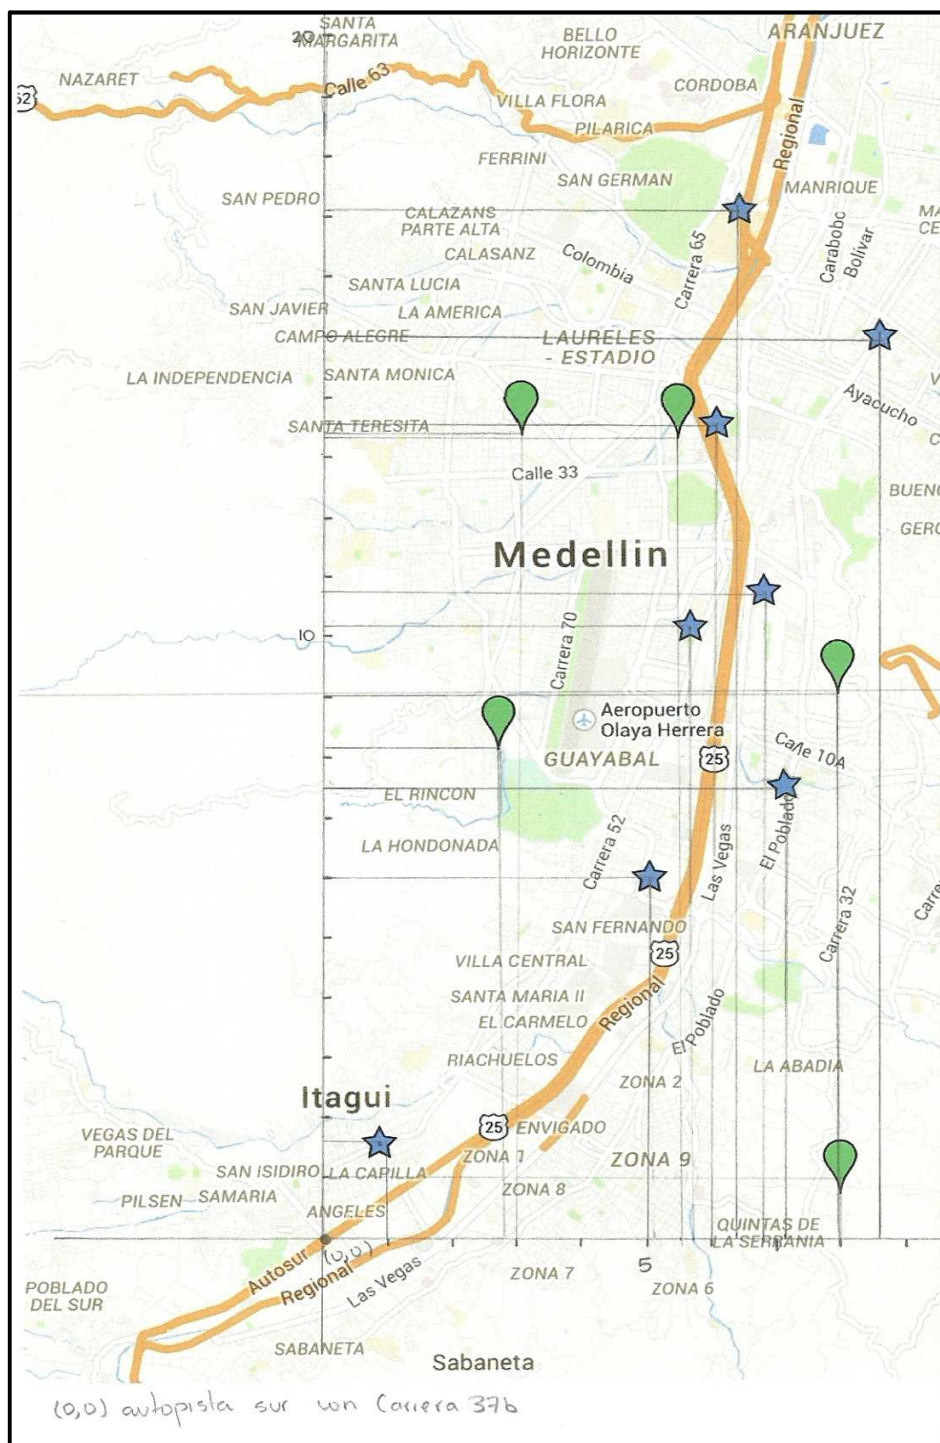 20
SANTA
MARGARITA
BELLO
HORIZONTE
ARANJUEZ
NAZARET
62
Calle 63
CORDOBA
VILLA FLORA
PILARICA
Regional
FERRINI
SAN GERMAN
MANRIQUE
SAN PEDRO
CALAZANS
PARTE ALTA
CALASANZ
Colombia
Carrera 65
Carabobo
Bolívar
MA
CE
SANTA LUCIA
SAN JAVIER
LA AMERICA
CAMPO ALEGRE
LAURELES
- ESTADIO
LA INDEPENDENCIA
SANTA MONICA
Ayacucho
SANTA TERESITA
Calle 33
BUENO
GERO
Medellin
10
Carrera 70
Aeropuerto
Olaya Herrera
GUAYABAL
25
Calle 10A
EL RINCON
LA HONDONADA
Carrera 52
Las Vegas
El Poblado
Carrera 32
Carre
SAN FERNANDO
25
VILLA CENTRAL
SANTA MARIA II
EL CARMELO
Regional
El Poblado
RIACHUELOS
ZONA 2
LA ABADIA
Itagui
25
ENVIGADO
VEGAS DEL
PARQUE
ZONA 1
ZONA 9
SAN ISIDRO
LA CAPILLA
PILSEN
SAMARIA
ZONA 8
ANGELES
QUINTAS DE
LA SERRANIA
(0,0)
5
Autosur
Regional
Las Vegas
ZONA 7
ZONA 6
POBLADO
DEL SUR
SABANETA
Sabaneta
(0,0) autopista sur con Carrera 37b